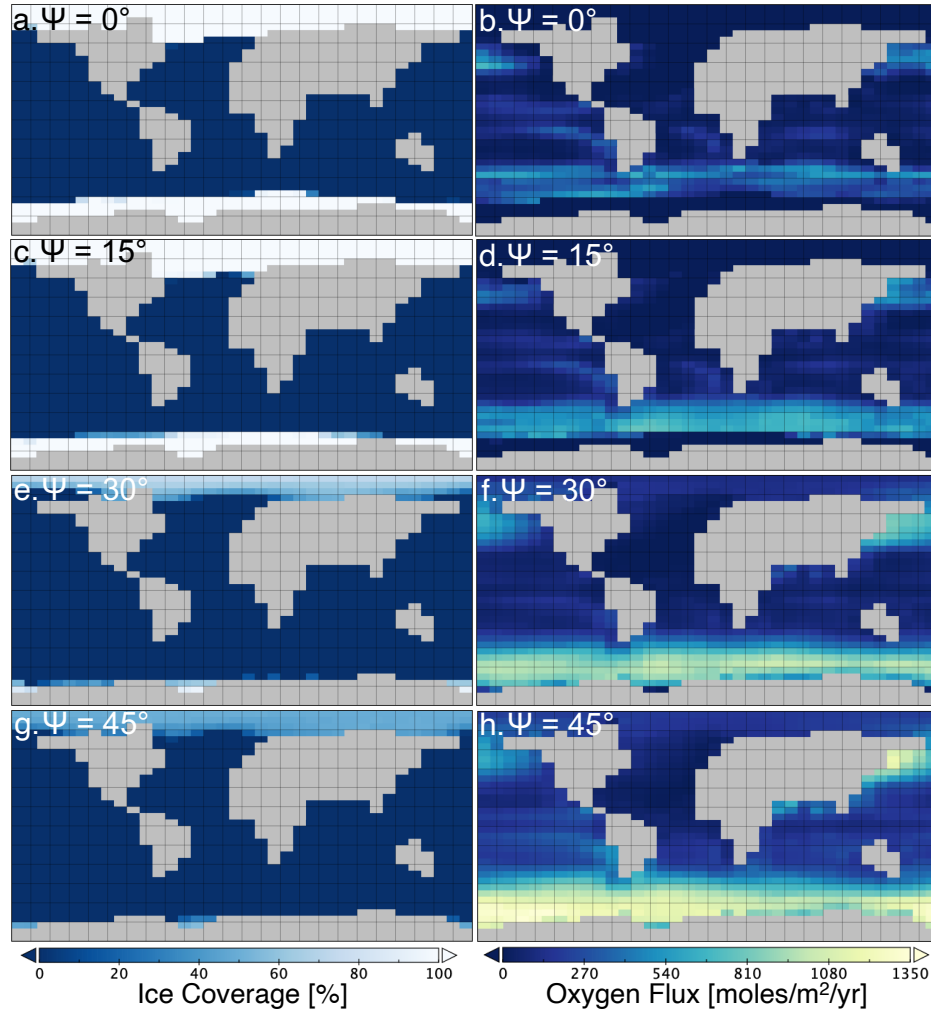 a. Ψ = 0°
b. Ψ = 0°
c. Ψ = 15°
d. Ψ = 15°
e. Ψ = 30°
f. Ψ = 30°
g. Ψ = 45°
h. Ψ = 45°
0 20 40 60 80 100
0 270 540 810 1080 1350
Ice Coverage [%]
Oxygen Flux [moles/m²/yr]